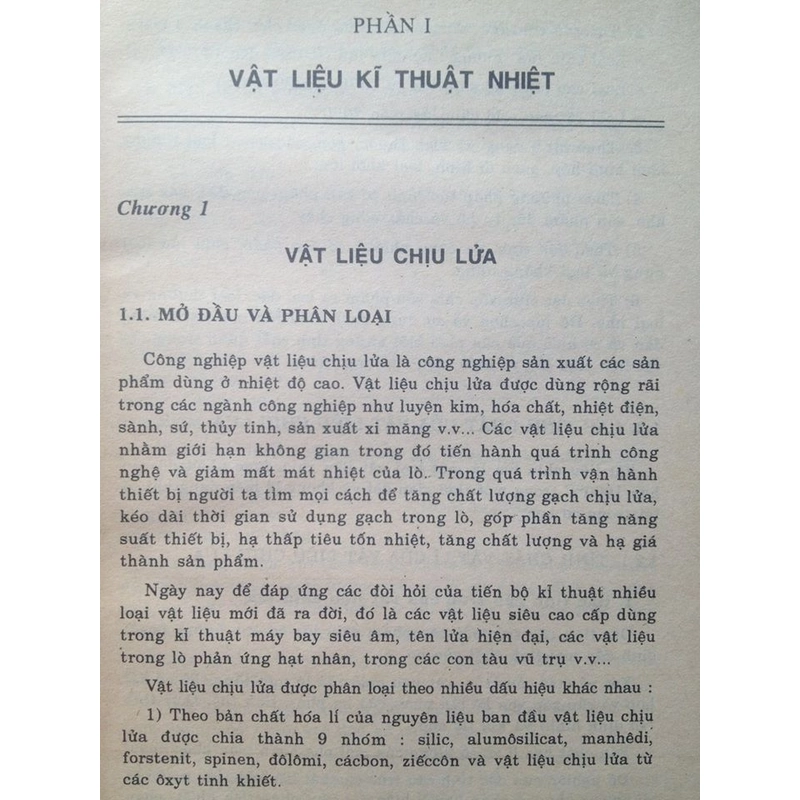 PHẦN I
VẬT LIỆU KĨ THUẬT NHIỆT
Chương 1
VẬT LIỆU CHỊU LỬA
1.1. MỞ ĐẦU VÀ PHÂN LOẠI
Công nghiệp vật liệu chịu lửa là công nghiệp sản xuất các sản
phẩm dùng ở nhiệt độ cao. Vật liệu chịu lửa được dùng rộng rãi
trong các ngành công nghiệp như luyện kim, hóa chất, nhiệt điện,
sành, sứ, thủy tinh, sản xuất xi măng v.v... Các vật liệu chịu lửa
nhằm giới hạn không gian trong đó tiến hành quá trình công
nghệ và giảm mất mát nhiệt của lò. Trong quá trình vận hành
thiết bị người ta tìm mọi cách để tăng chất lượng gạch chịu lửa,
kéo dài thời gian sử dụng gạch trong lò, góp phần tăng năng
suất thiết bị, hạ thấp tiêu tốn nhiệt, tăng chất lượng và hạ giá
thành sản phẩm.
Ngày nay để đáp ứng các đòi hỏi của tiến bộ kĩ thuật nhiều
loại vật liệu mới đã ra đời, đó là các vật liệu siêu cao cấp dùng
trong kĩ thuật máy bay siêu âm, tên lửa hiện đại, các vật liệu
trong lò phản ứng hạt nhân, trong các con tàu vũ trụ v.v...
Vật liệu chịu lửa được phân loại theo nhiều dấu hiệu khác nhau :
1) Theo bản chất hóa lí của nguyên liệu ban đầu vật liệu chịu
lửa được chia thành 9 nhóm : silic, alumôsilicat, manhêdi,
forstenit, spinen, đôlômi, cácbon, ziếccôn và vật liệu chịu lửa từ
các ôxyt tinh khiết.